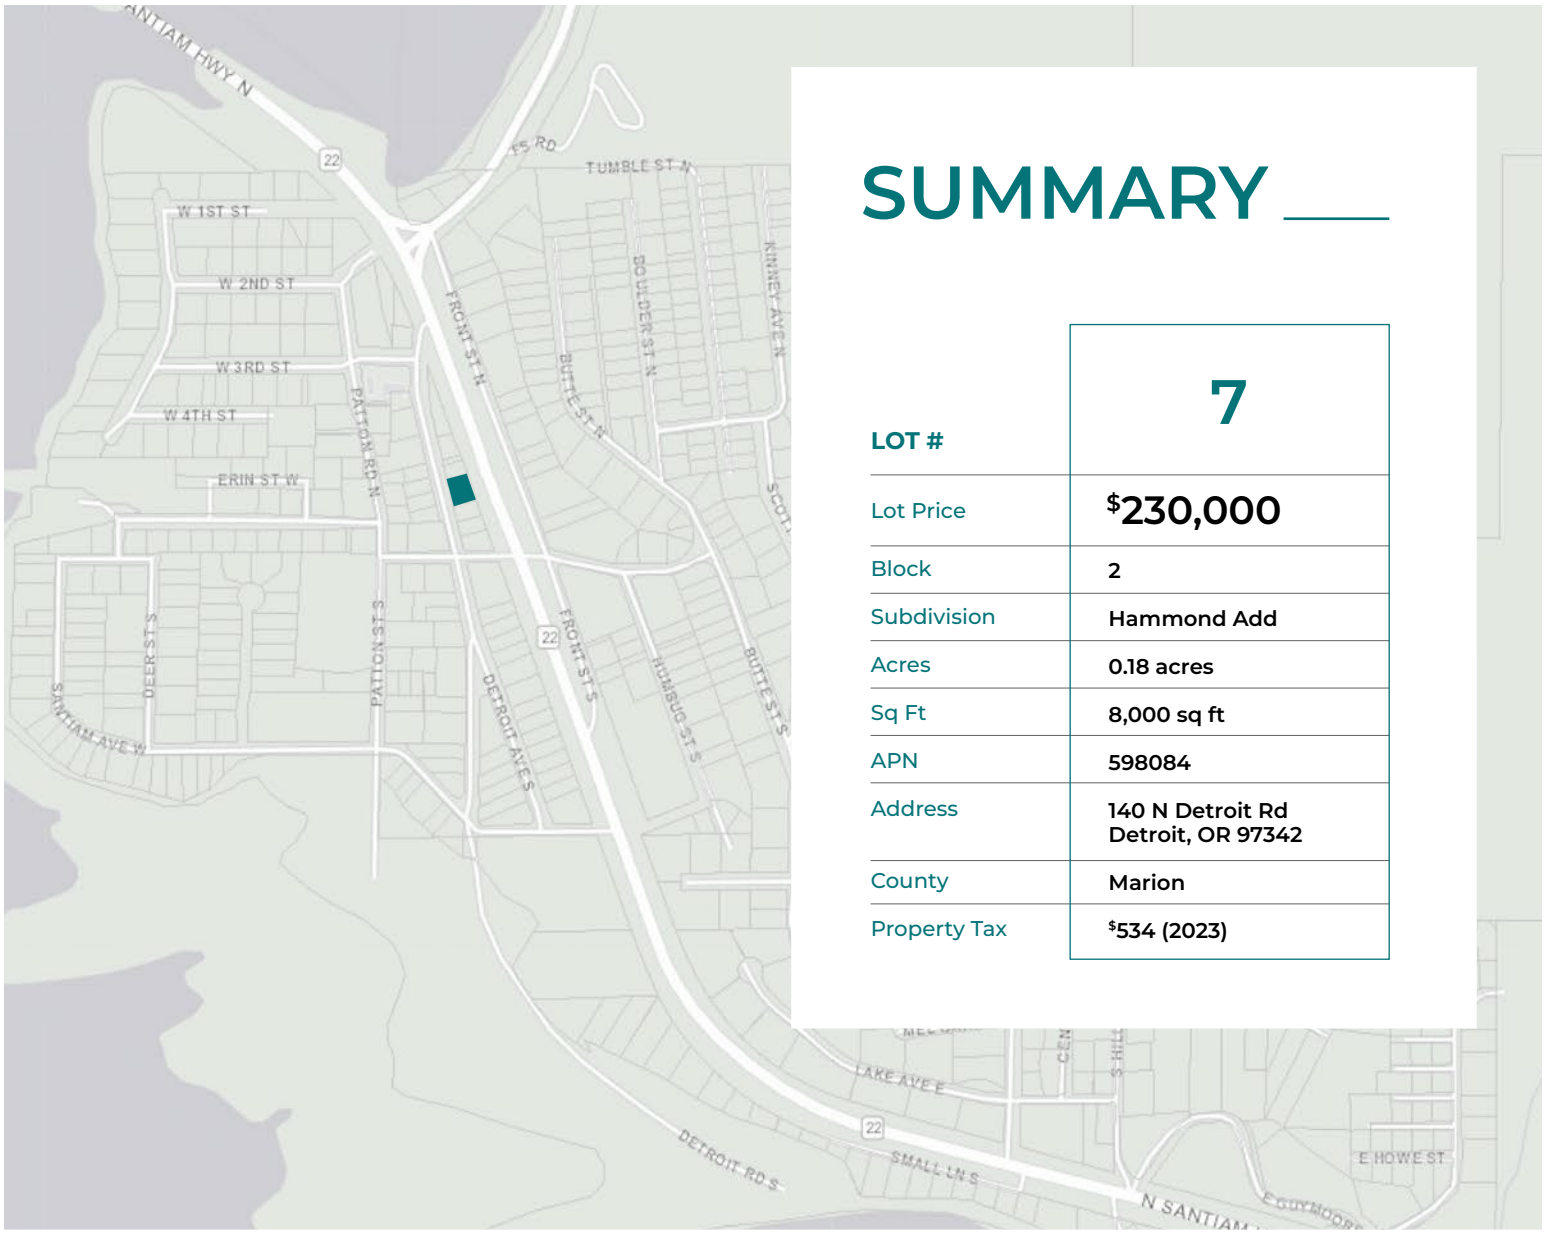 SANTIAM HWY N
22
FS RD
TUMBLE ST N
W 1ST ST
W 2ND ST
W 3RD ST
W 4TH ST
ERIN ST W
PATTON RD N
FRONT ST N
BUTTE ST N
BOULDER ST N
KINNEY AVE N
22
FRONT ST S
DEER ST S
PATTON ST S
SANTIAM AVE W
DETROIT AVE S
HUMBUG ST S
BUTTE ST S
LAKE AVE E
22
SMALL LN S
DETROIT RD S
CEN
S HILL
E HOWE ST
N SANTIAM
SUMMARY
LOT # 7
Lot Price $230,000
Block 2
Subdivision Hammond Add
Acres 0.18 acres
Sq Ft 8,000 sq ft
APN 598084
Address 140 N Detroit Rd
Detroit, OR 97342
County Marion
Property Tax $534 (2023)